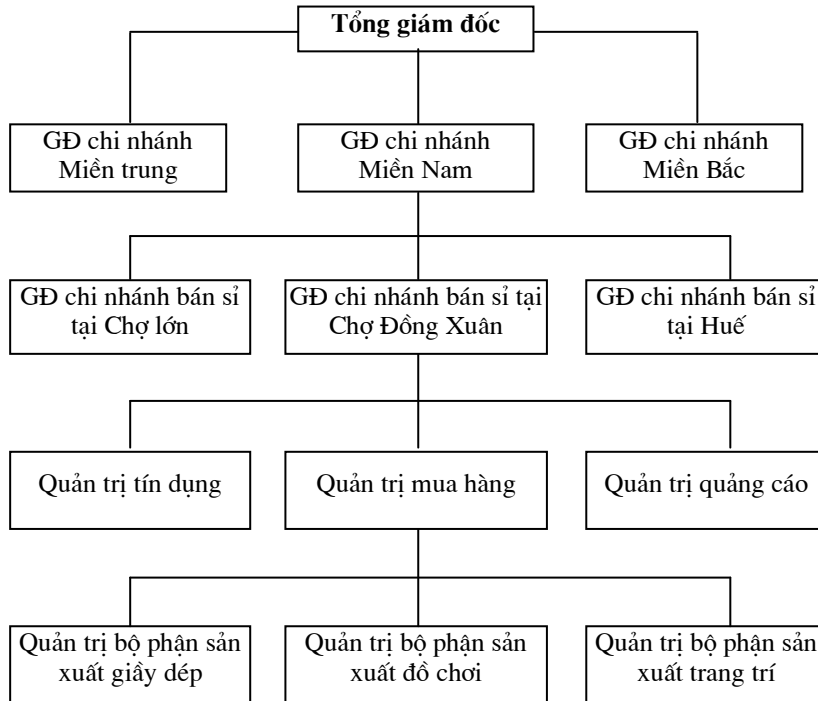 Tổng giám đốc
GĐ chi nhánh
Miền trung
GĐ chi nhánh
Miền Nam
GĐ chi nhánh
Miền Bắc
GĐ chi nhánh bán sỉ
tại Chợ lớn
GĐ chi nhánh bán sỉ tại
Chợ Đồng Xuân
GĐ chi nhánh bán sỉ
tại Huế
Quản trị tín dụng
Quản trị mua hàng
Quản trị quảng cáo
Quản trị bộ phận sản
xuất giầy dép
Quản trị bộ phận sản
xuất đồ chơi
Quản trị bộ phận sản
xuất trang trí